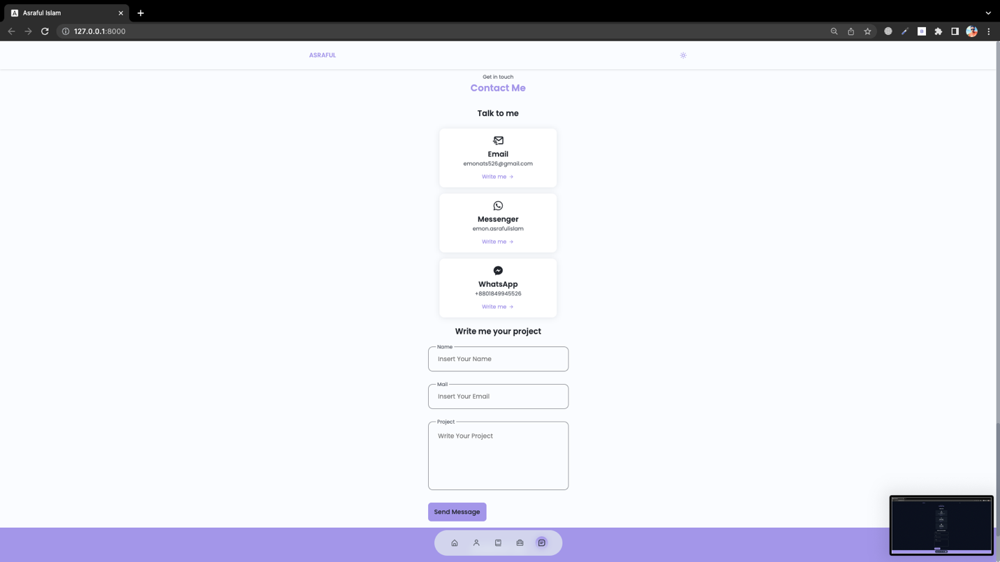 Asraful Islam
127.0.0.1:8000
ASRAFUL
Get in touch
Contact Me
Talk to me
Email
emonats526@gmail.com
Write me →
Messenger
emon.asrafulislam
Write me →
WhatsApp
+8801849945526
Write me →
Write me your project
Name
Insert Your Name
Mail
Insert Your Email
Project
Write Your Project
Send Message